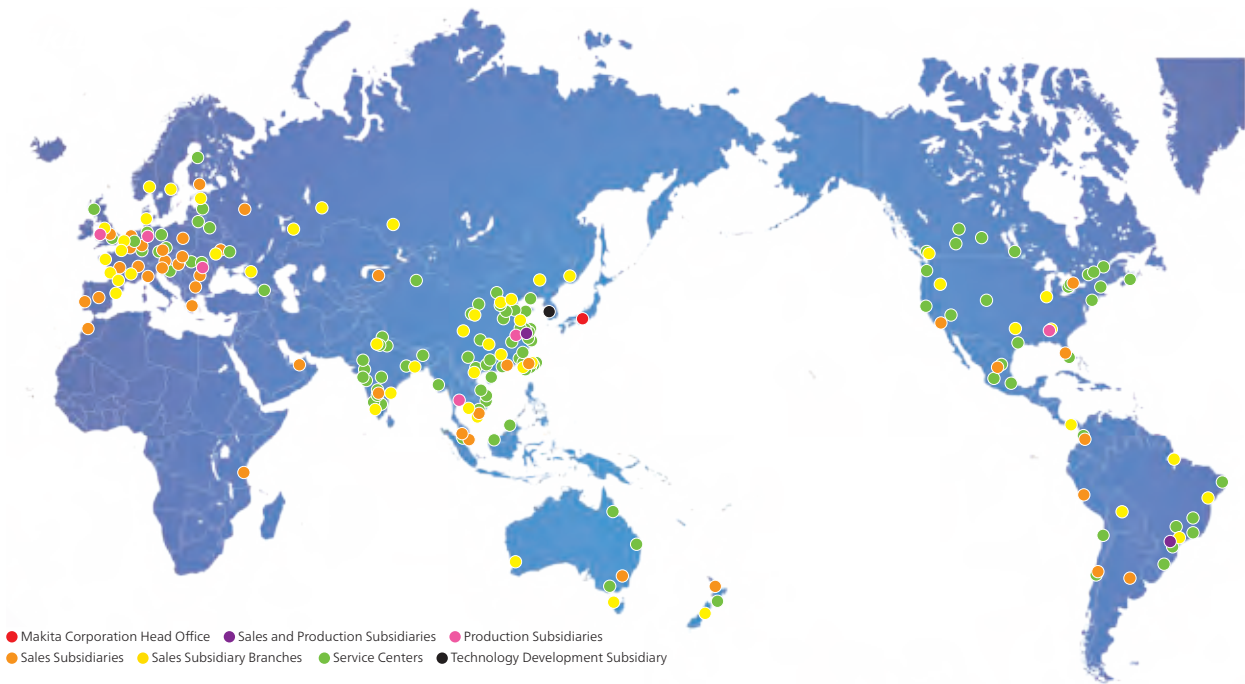 Makita Corporation Head Office Sales and Production Subsidiaries Production Subsidiaries
Sales Subsidiaries Sales Subsidiary Branches Service Centers Technology Development Subsidiary